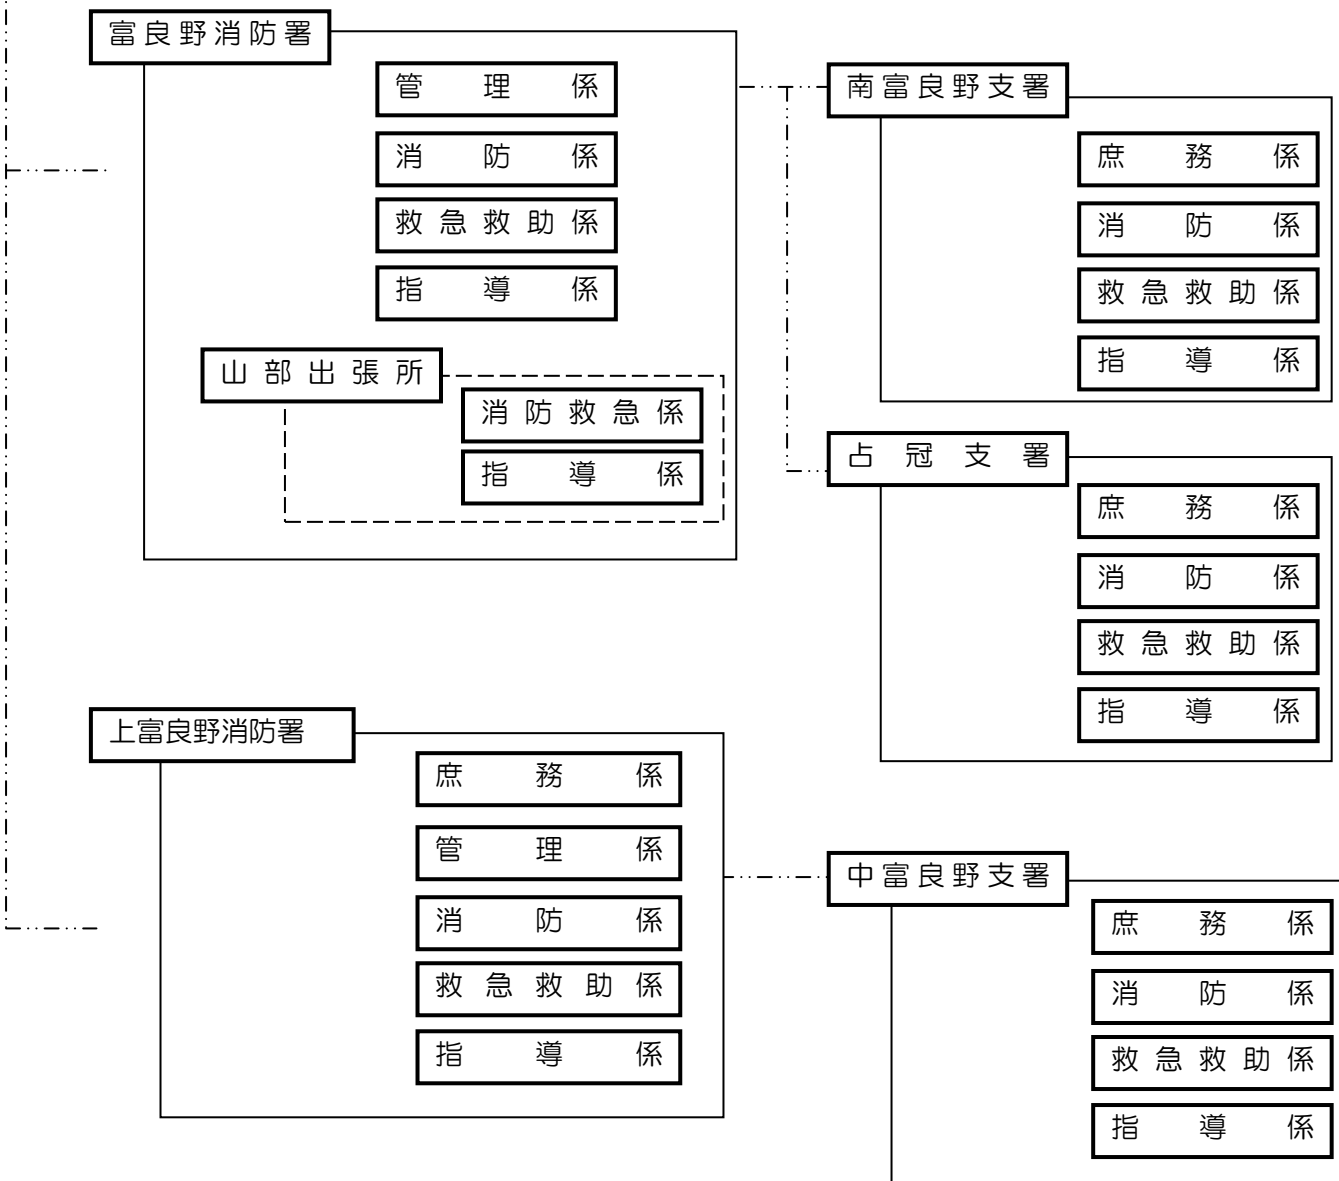 富良野消防署
管理係
消防係
救急救助係
指導係
山部出張所
消防救急係
指導係
南富良野支署
庶務係
消防係
救急救助係
指導係
占冠支署
庶務係
消防係
救急救助係
指導係
上富良野消防署
庶務係
管理係
消防係
救急救助係
指導係
中富良野支署
庶務係
消防係
救急救助係
指導係